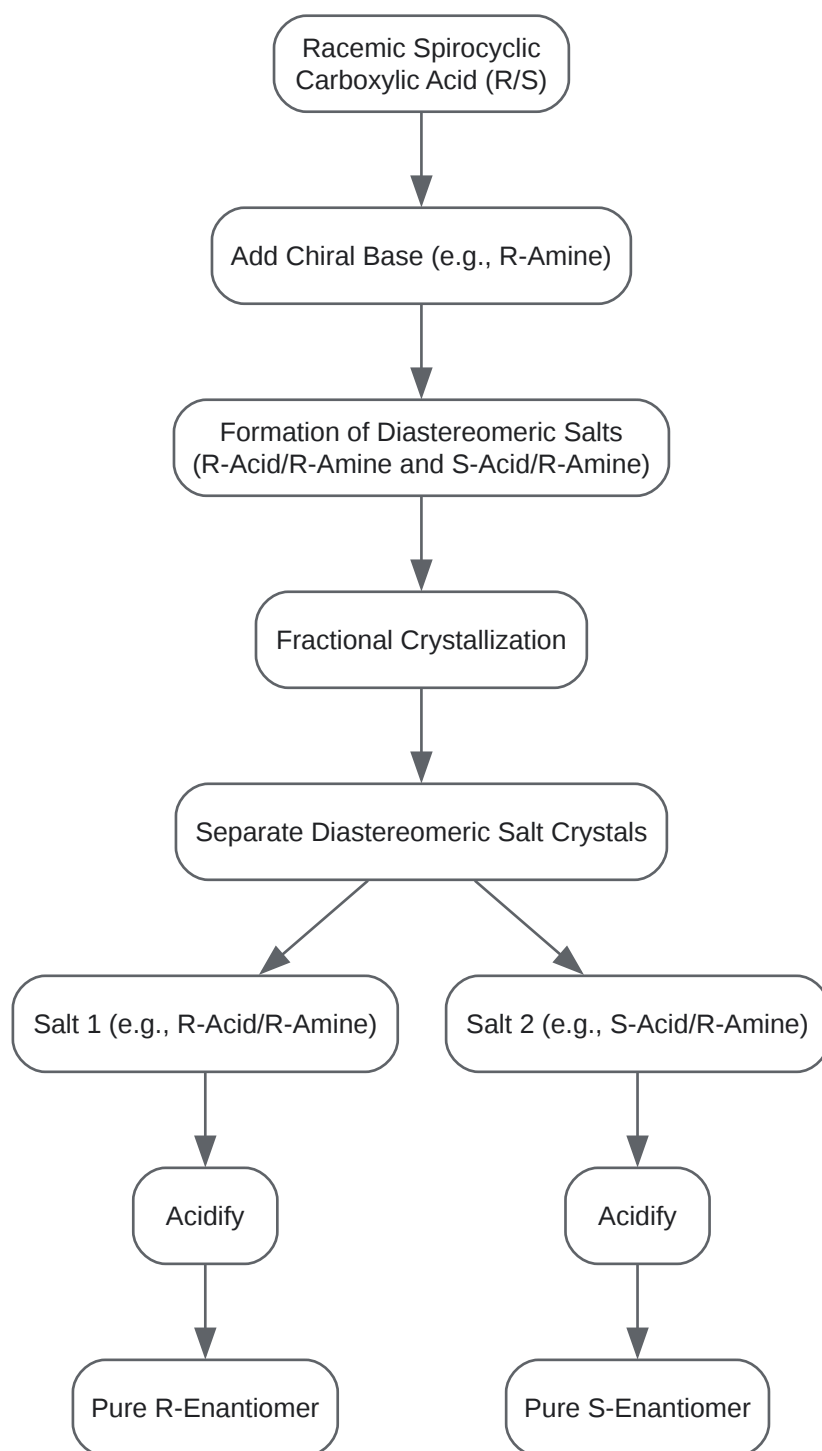 Racemic Spirocyclic
Carboxylic Acid (R/S)
Add Chiral Base (e.g., R-Amine)
Formation of Diastereomeric Salts
(R-Acid/R-Amine and S-Acid/R-Amine)
Fractional Crystallization
Separate Diastereomeric Salt Crystals
Salt 1 (e.g., R-Acid/R-Amine)
Salt 2 (e.g., S-Acid/R-Amine)
Acidify
Acidify
Pure R-Enantiomer
Pure S-Enantiomer